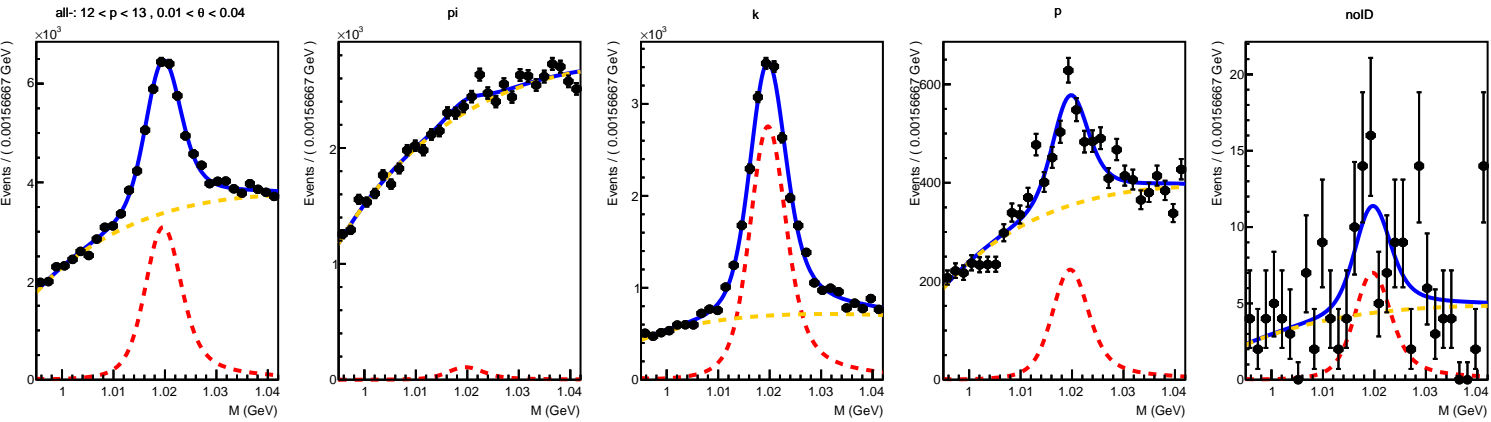 all-: 12 < p < 13 , 0.01 < θ < 0.04
×10³
Events / ( 0.00156667 GeV )
6
4
2
0
1 1.01 1.02 1.03 1.04
M (GeV)
pi
×10³
Events / ( 0.00156667 GeV )
2
1
0
1 1.01 1.02 1.03 1.04
M (GeV)
k
×10³
Events / ( 0.00156667 GeV )
3
2
1
0
1 1.01 1.02 1.03 1.04
M (GeV)
p
Events / ( 0.00156667 GeV )
600
400
200
0
1 1.01 1.02 1.03 1.04
M (GeV)
noID
Events / ( 0.00156667 GeV )
20
15
10
5
0
1 1.01 1.02 1.03 1.04
M (GeV)